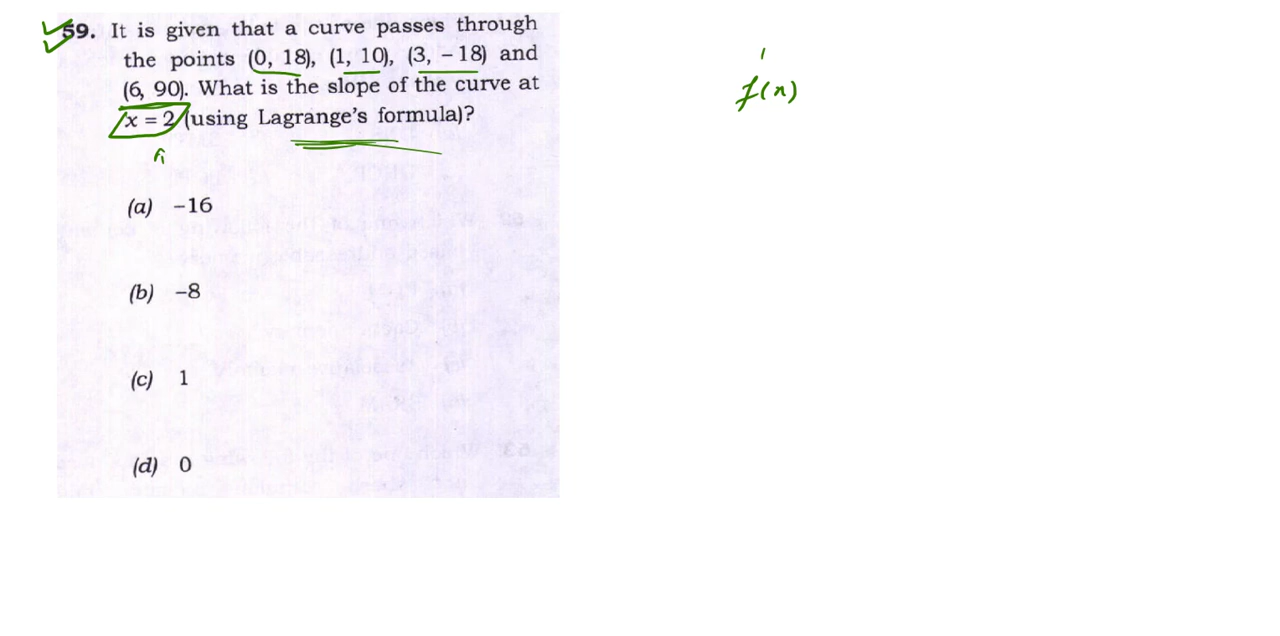 59. It is given that a curve passes through
the points (0, 18), (1, 10), (3, – 18) and
(6, 90). What is the slope of the curve at
x = 2 (using Lagrange's formula)?
f'(x)
(a) –16
(b) –8
(c) 1
(d) 0